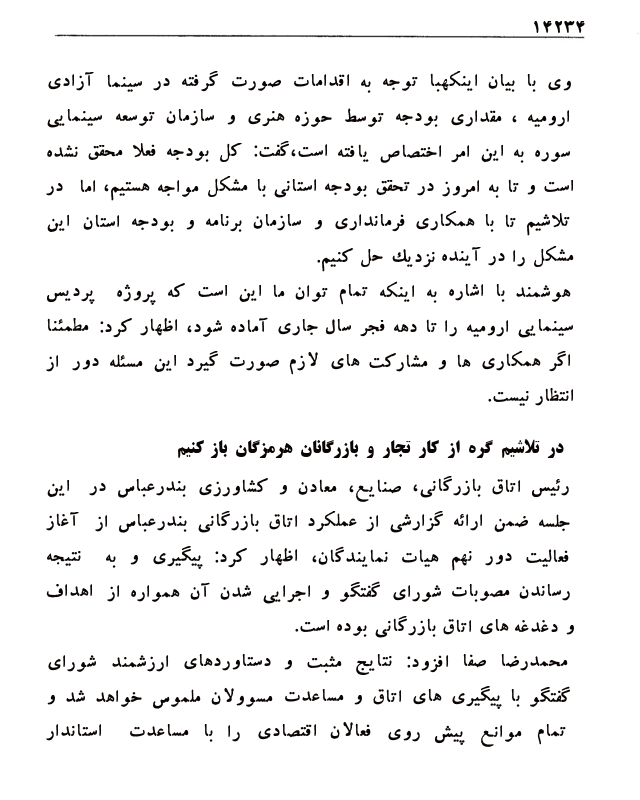 ۱۴۲۳۴
وی با بیان اینکهبا توجه به اقدامات صورت گرفته در سینما آزادی
ارومیه ، مقداری بودجه توسط حوزه هنری و سازمان توسعه سینمایی
سوره به این امر اختصاص یافته است،گفت: کل بودجه فعلا محقق نشده
است و تا به امروز در تحقق بودجه استانی با مشکل مواجه هستیم، اما در
تلاشیم تا با همکاری فرمانداری و سازمان برنامه و بودجه استان این
مشکل را در آینده نزدیك حل کنیم.
هوشمند با اشاره به اینکه تمام توان ما این است که پروژه پردیس
سینمایی ارومیه را تا دهه فجر سال جاری آماده شود، اظهار کرد: مطمئنا
اگر همکاری ها و مشارکت های لازم صورت گیرد این مسئله دور از
انتظار نیست.
در تلاشیم گره از کار تجار و بازرگانان هرمزگان باز کنیم
رئیس اتاق بازرگانی، صنایع، معادن و کشاورزی بندرعباس در این
جلسه ضمن ارائه گزارشی از عملکرد اتاق بازرگانی بندرعباس از آغاز
فعالیت دور نهم هیات نمایندگان، اظهار کرد: پیگیری و به نتیجه
رساندن مصوبات شورای گفتگو و اجرایی شدن آن همواره از اهداف
و دغدغه های اتاق بازرگانی بوده است.
محمدرضا صفا افزود: نتایج مثبت و دستاوردهای ارزشمند شورای
گفتگو با پیگیری های اتاق و مساعدت مسوولان ملموس خواهد شد و
تمام موانع پیش روی فعالان اقتصادی را با مساعدت استاندار